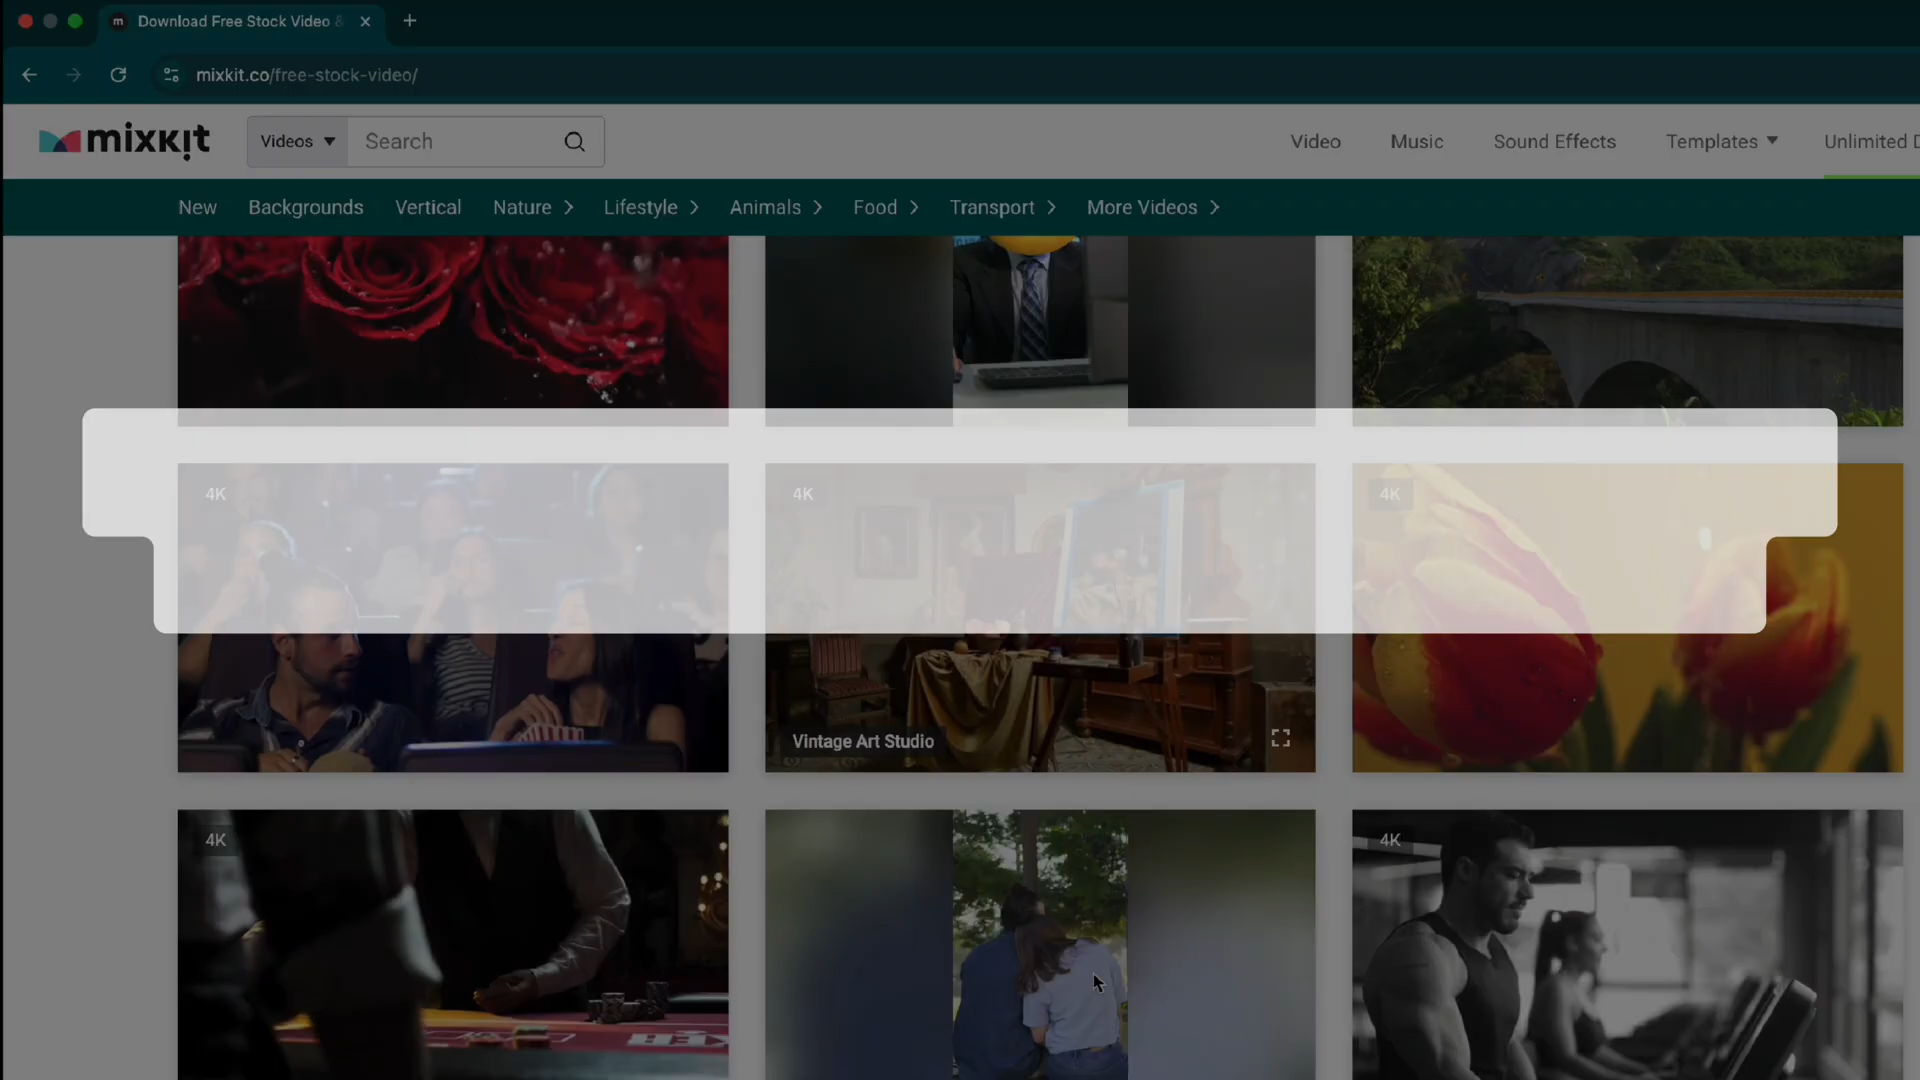 Download Free Stock Video &
mixkit.co/free-stock-video/
mixkit
Videos
Search
Video
Music
Sound Effects
Templates
Unlimited D
New
Backgrounds
Vertical
Nature
Lifestyle
Animals
Food
Transport
More Videos
4K
4K
4K
Vintage Art Studio
4K
4K